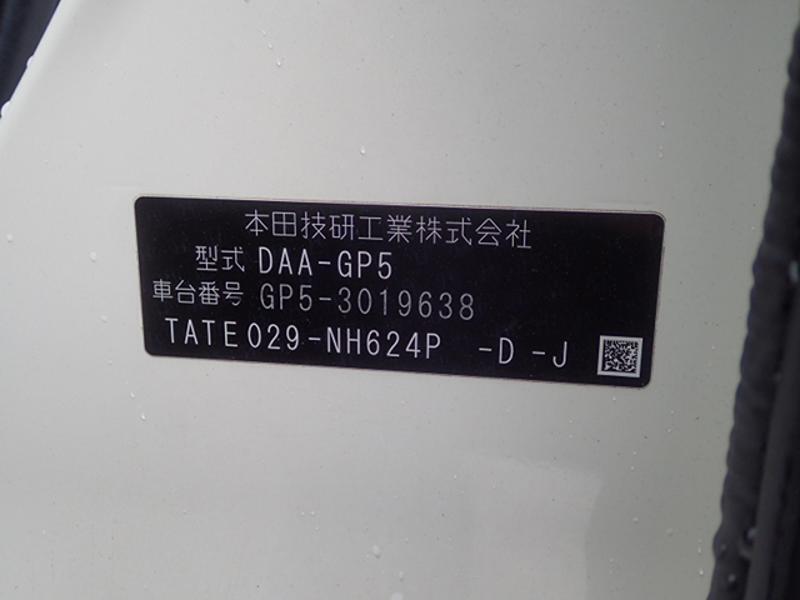 本田技研工業株式会社
型式 DAA-GP5
車台番号 GP5-3019638
TATE029-NH624P -D -J